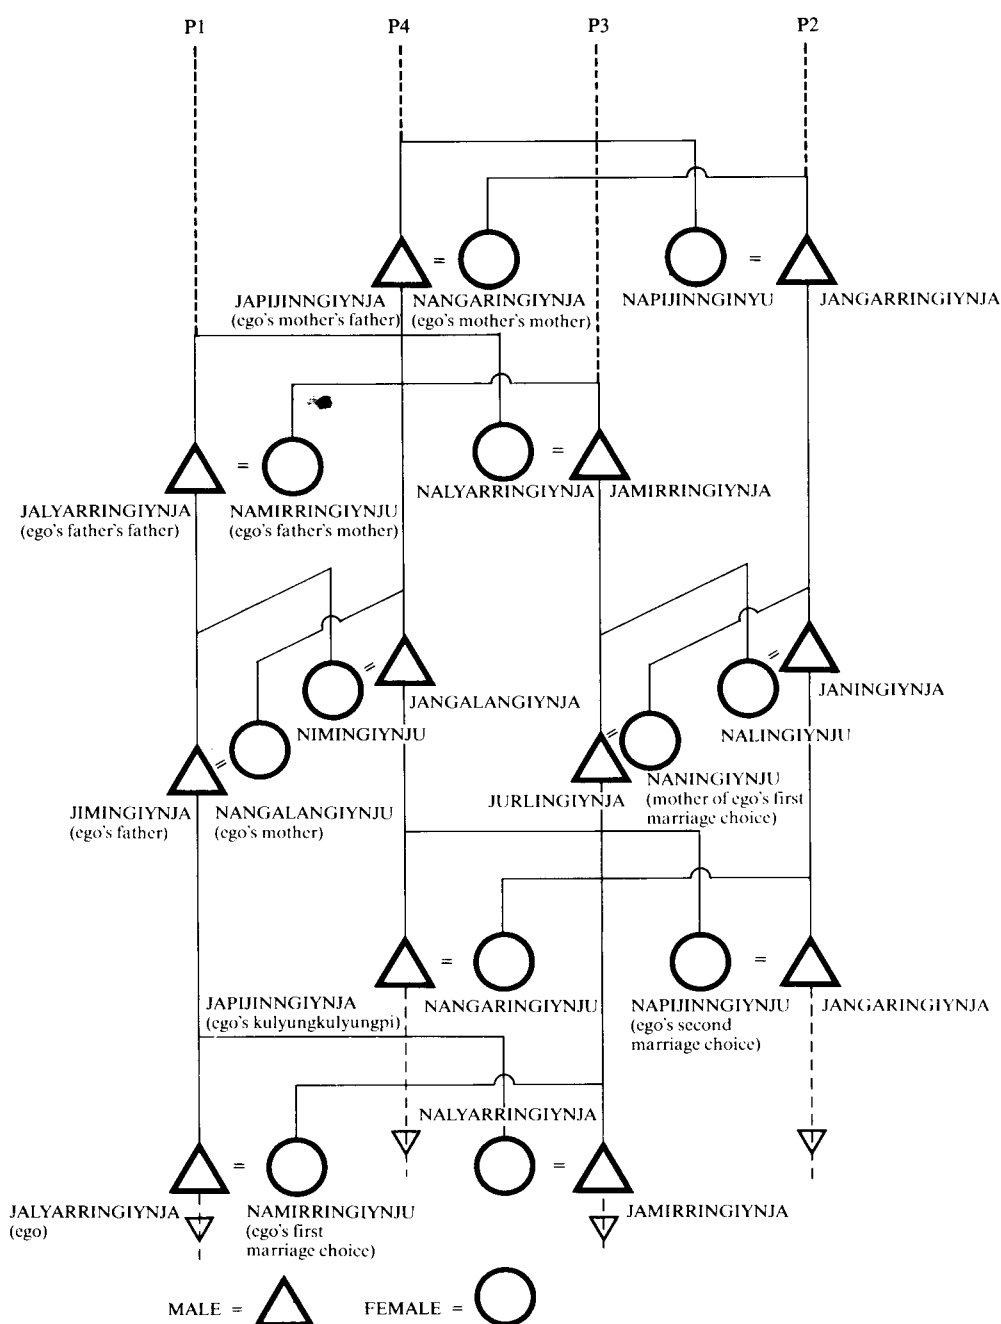 P1 P4 P3 P2
JAPIJINNGIYNJA NANGARINGIYNJA NAPIJINNGINYU JANGARRINGIYNJA
(ego's mother's father) (ego's mother's mother)
NALYARRINGIYNJA JAMIRRINGIYNJA
JALYARRINGIYNJA NAMIRRINGIYNJU
(ego's father's father) (ego's father's mother)
JANGALANGIYNJA JANINGIYNJA
NIMINGIYNJU NALINGIYNJU
JURLINGIYNJA NANINGIYNJU
(mother of ego's first
marriage choice)
JIMINGIYNJA NANGALANGIYNJU
(ego's father) (ego's mother)
JAPIJINNGIYNJA NANGARINGIYNJU NAPIJINNGIYNJU JANGARINGIYNJA
(ego's kulyungkulyungpi) (ego's second
marriage choice)
NALYARRINGIYNJA
JALYARRINGIYNJA NAMIRRINGIYNJU JAMIRRINGIYNJA
(ego) (ego's first
marriage choice)
MALE = FEMALE =